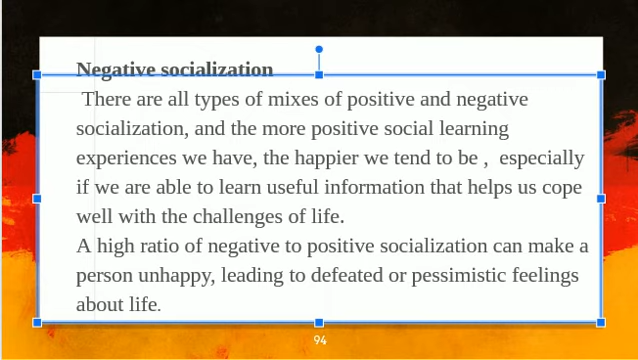 Negative socialization
There are all types of mixes of positive and negative
socialization, and the more positive social learning
experiences we have, the happier we tend to be ,  especially
if we are able to learn useful information that helps us cope
well with the challenges of life.
A high ratio of negative to positive socialization can make a
person unhappy, leading to defeated or pessimistic feelings
about life.
94